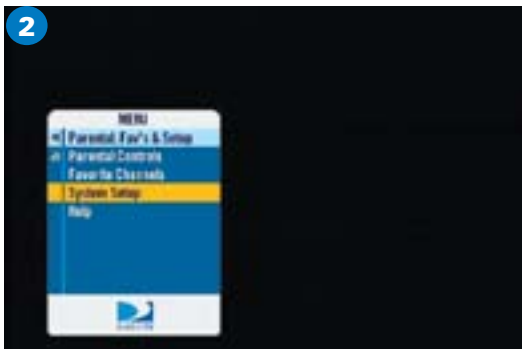 2
MENU
Parental, Fav's & Setup
Parental Controls
Favorite Channels
System Setup
Help